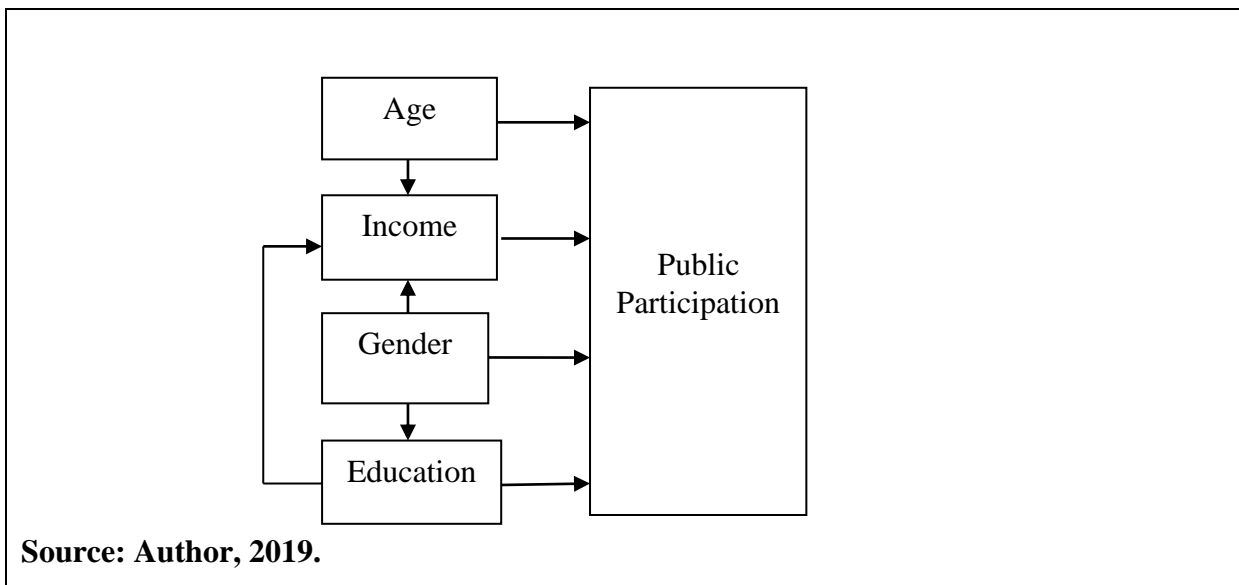 Age
Income
Gender
Education
Public
Participation
Source: Author, 2019.